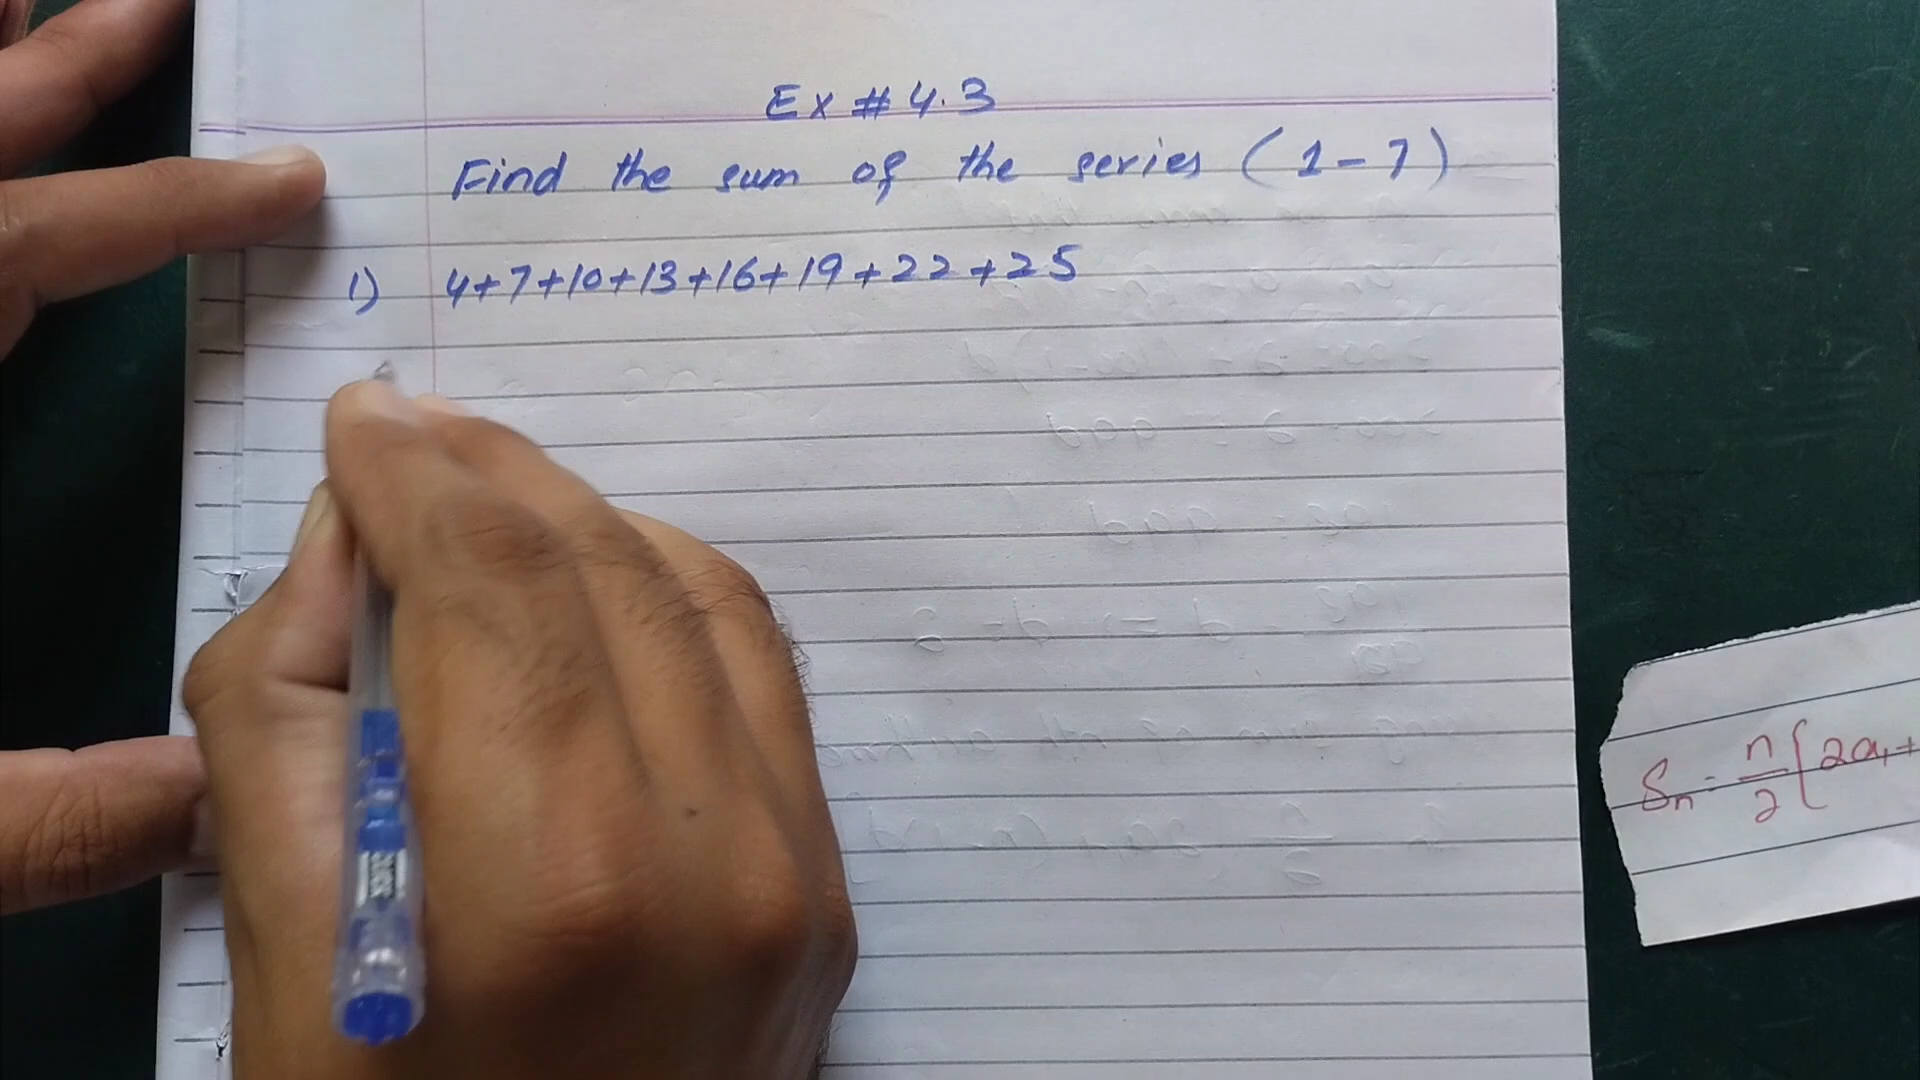 Ex # 4.3
Find the sum of the series (1-7)
1) 4+7+10+13+16+19+22+25
Sn = n/2 [2a₁+